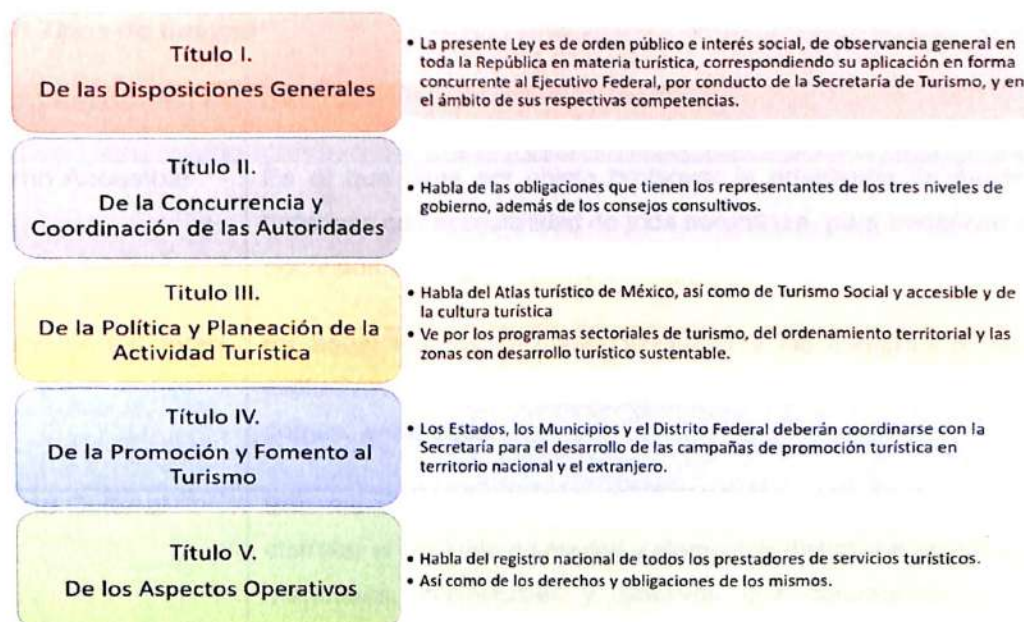 Título I.
De las Disposiciones Generales
• La presente Ley es de orden público e interés social, de observancia general en
toda la República en materia turística, correspondiendo su aplicación en forma
concurrente al Ejecutivo Federal, por conducto de la Secretaría de Turismo, y en
el ámbito de sus respectivas competencias.
Título II.
De la Concurrencia y
Coordinación de las Autoridades
• Habla de las obligaciones que tienen los representantes de los tres niveles de
gobierno, además de los consejos consultivos.
Titulo III.
De la Política y Planeación de la
Actividad Turística
• Habla del Atlas turístico de México, así como de Turismo Social y accesible y de
la cultura turística
• Ve por los programas sectoriales de turismo, del ordenamiento territorial y las
zonas con desarrollo turístico sustentable.
Título IV.
De la Promoción y Fomento al
Turismo
• Los Estados, los Municipios y el Distrito Federal deberán coordinarse con la
Secretaría para el desarrollo de las campañas de promoción turística en
territorio nacional y el extranjero.
Título V.
De los Aspectos Operativos
• Habla del registro nacional de todos los prestadores de servicios turísticos.
• Así como de los derechos y obligaciones de los mismos.